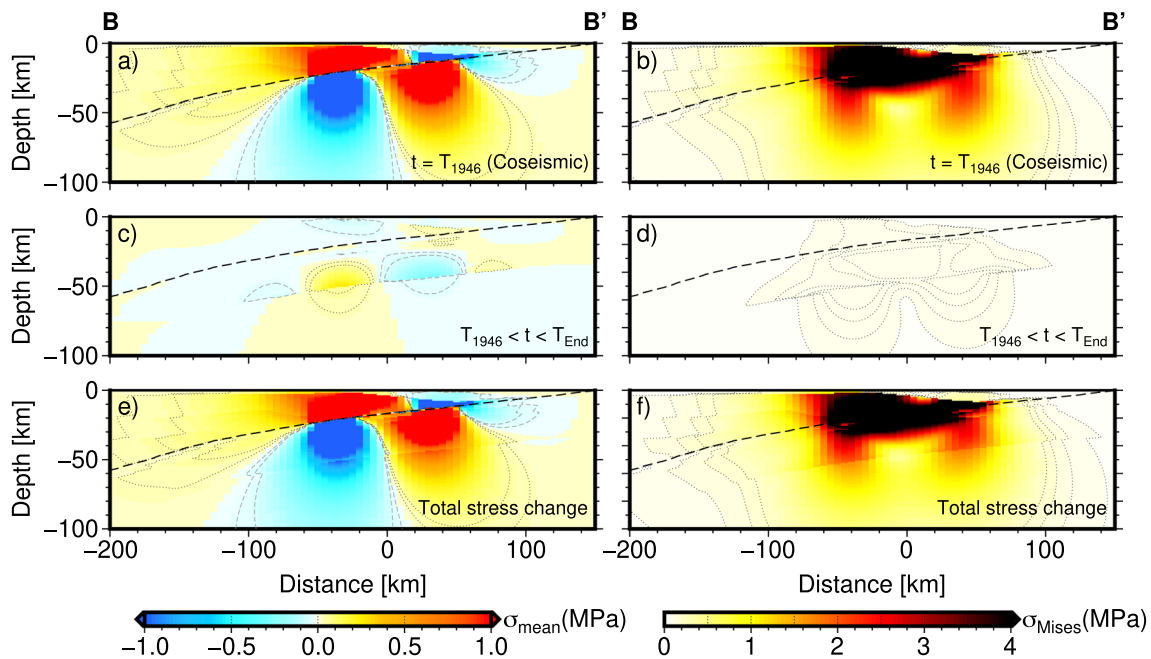 B B’ B B’
0
−50
−100
Depth [km]
a)
t = T1946 (Coseismic)
b)
t = T1946 (Coseismic)
0
−50
−100
Depth [km]
c)
T1946 < t < TEnd
d)
T1946 < t < TEnd
0
−50
−100
Depth [km]
e)
Total stress change
f)
Total stress change
−200 −100 0 100 −200 −100 0 100
Distance [km] Distance [km]
σmean(MPa) σMises(MPa)
−1.0 −0.5 0.0 0.5 1.0 0 1 2 3 4